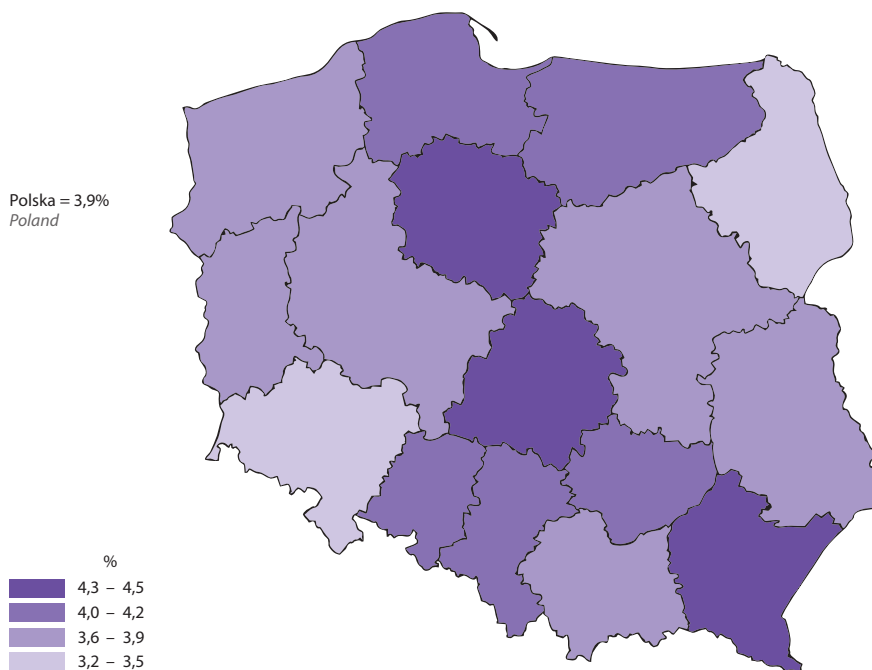 Polska = 3,9%
Poland
%
4,3 – 4,5
4,0 – 4,2
3,6 – 3,9
3,2 – 3,5